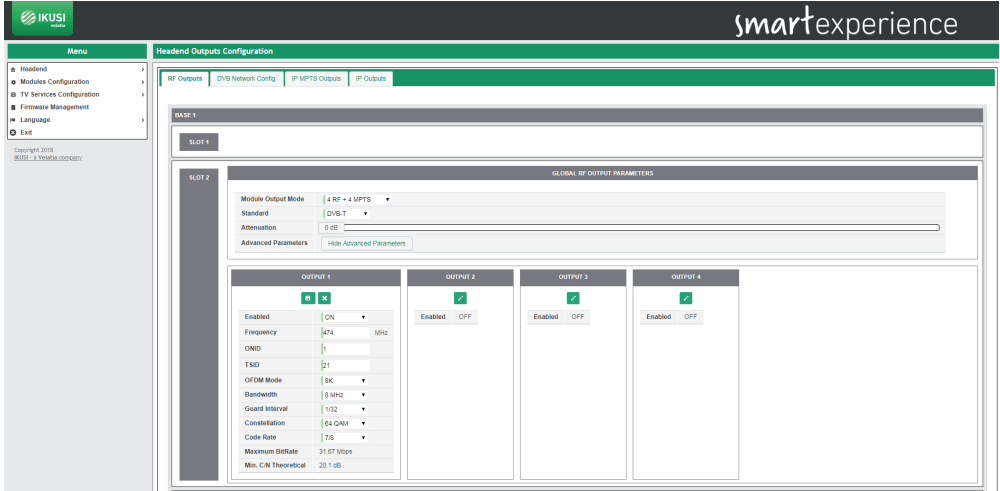 IKUSI
velatia
smartexperience
Menu
Headend
Modules Configuration
TV Services Configuration
Firmware Management
Language
Exit
Copyright 2018
IKUSI - a Velatia company
Headend Outputs Configuration
RF Outputs DVB Network Config. IP MPTS Outputs IP Outputs
BASE 1
SLOT 1
SLOT 2
GLOBAL RF OUTPUT PARAMETERS
Module Output Mode 4 RF + 4 MPTS
Standard DVB-T
Attenuation 0 dB
Advanced Parameters Hide Advanced Parameters
OUTPUT 1
Enabled ON
Frequency 474 MHz
ONID 1
TSID 21
OFDM Mode 8K
Bandwidth 8 MHz
Guard Interval 1/32
Constellation 64 QAM
Code Rate 7/8
Maximum BitRate 31.67 Mbps
Min. C/N Theoretical 20.1 dB
OUTPUT 2
Enabled OFF
OUTPUT 3
Enabled OFF
OUTPUT 4
Enabled OFF